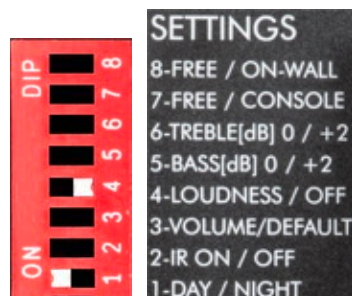 DIP
ON
8
7
6
5
4
3
2
1
SETTINGS
8-FREE / ON-WALL
7-FREE / CONSOLE
6-TREBLE[dB] 0 / +2
5-BASS[dB] 0 / +2
4-LOUDNESS / OFF
3-VOLUME/DEFAULT
2-IR ON / OFF
1-DAY / NIGHT